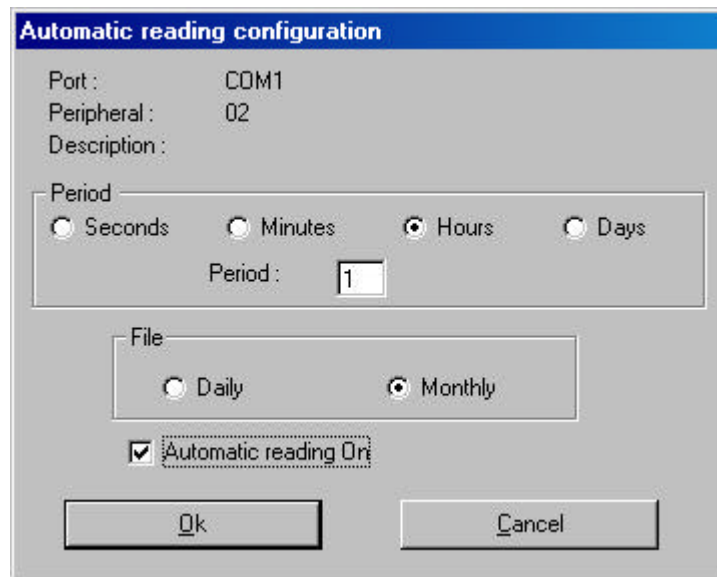 Automatic reading configuration
Port : COM1
Peripheral : 02
Description :
Period
Seconds Minutes Hours Days
Period : 1
File
Daily Monthly
Automatic reading On
Ok Cancel